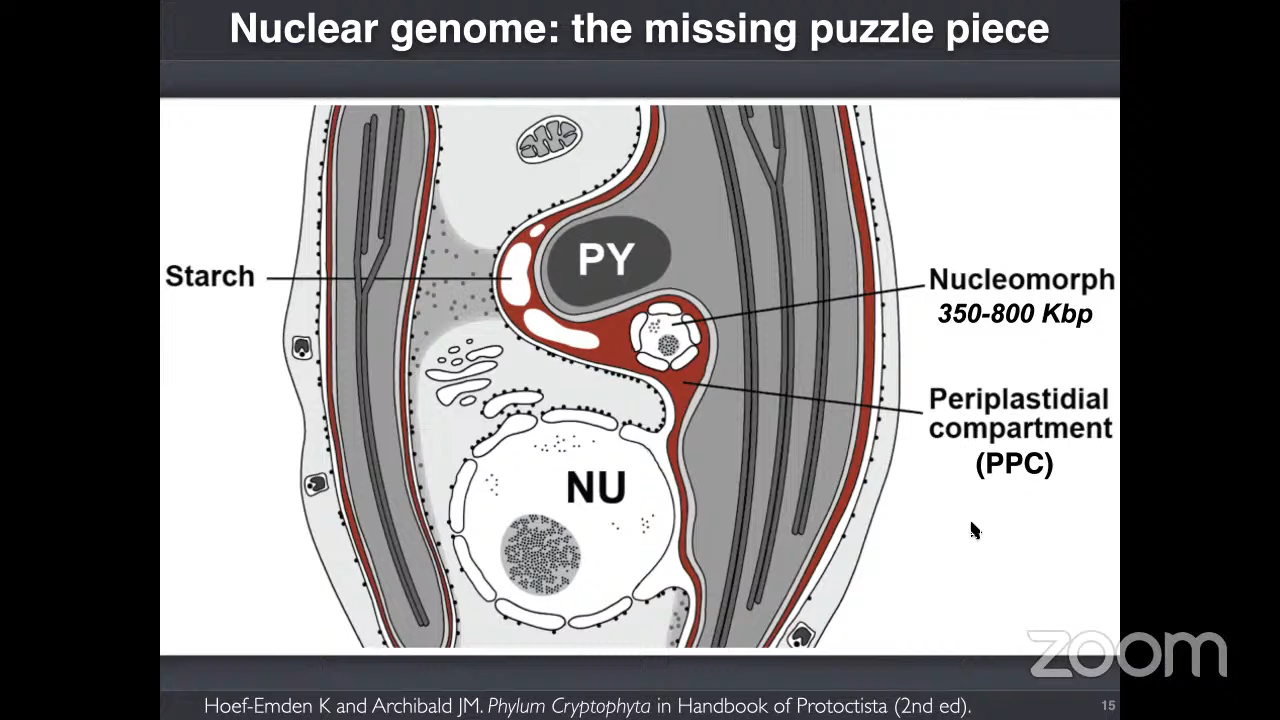 Nuclear genome: the missing puzzle piece
Starch
PY
Nucleomorph
350-800 Kbp
Periplastidial
compartment
(PPC)
NU
zoom
Hoef-Emden K and Archibald JM. Phylum Cryptophyta in Handbook of Protoctista (2nd ed).
15